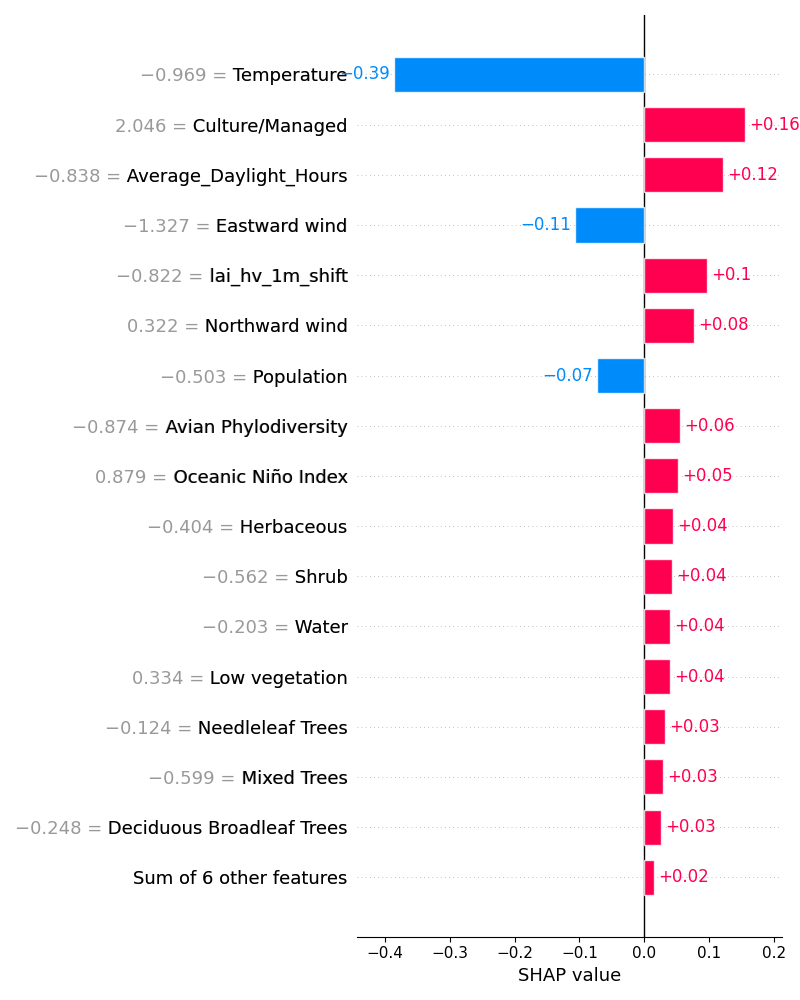 −0.969 = Temperature −0.39
2.046 = Culture/Managed +0.16
−0.838 = Average_Daylight_Hours +0.12
−1.327 = Eastward wind −0.11
−0.822 = lai_hv_1m_shift +0.1
0.322 = Northward wind +0.08
−0.503 = Population −0.07
−0.874 = Avian Phylodiversity +0.06
0.879 = Oceanic Niño Index +0.05
−0.404 = Herbaceous +0.04
−0.562 = Shrub +0.04
−0.203 = Water +0.04
0.334 = Low vegetation +0.04
−0.124 = Needleleaf Trees +0.03
−0.599 = Mixed Trees +0.03
−0.248 = Deciduous Broadleaf Trees +0.03
Sum of 6 other features +0.02
−0.4 −0.3 −0.2 −0.1 0.0 0.1 0.2
SHAP value